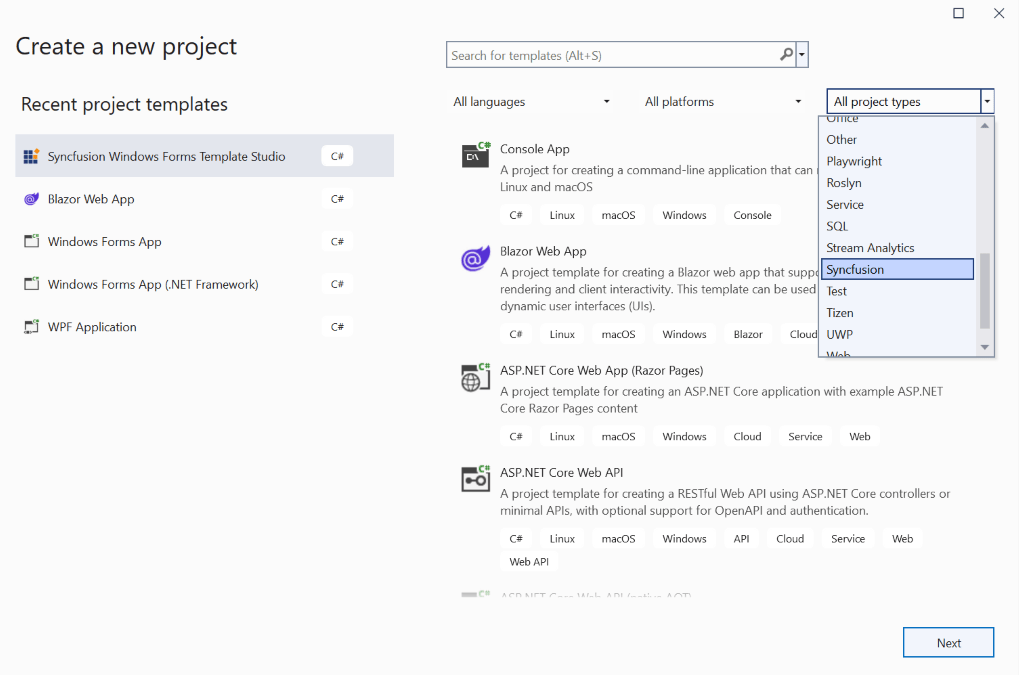 Create a new project
Search for templates (Alt+S)
Recent project templates
All languages
All platforms
All project types
Syncfusion Windows Forms Template Studio C#
Blazor Web App C#
Windows Forms App C#
Windows Forms App (.NET Framework) C#
WPF Application C#
Console App
A project for creating a command-line application that can
Linux and macOS
C# Linux macOS Windows Console
Blazor Web App
A project template for creating a Blazor web app that
rendering and client interactivity. This template can be used
dynamic user interfaces (UIs).
C# Linux macOS Windows Blazor Cloud
ASP.NET Core Web App (Razor Pages)
A project template for creating an ASP.NET Core application with example ASP.NET
Core Razor Pages content
C# Linux macOS Windows Cloud Service Web
ASP.NET Core Web API
A project template for creating a RESTful Web API using ASP.NET Core controllers or
minimal APIs, with optional support for OpenAPI and authentication.
C# Linux macOS Windows API Cloud Service Web
Web API
ASP.NET Core Web API (native AOT)
Office
Other
Playwright
Roslyn
Service
SQL
Stream Analytics
Syncfusion
Test
Tizen
UWP
Web
Next